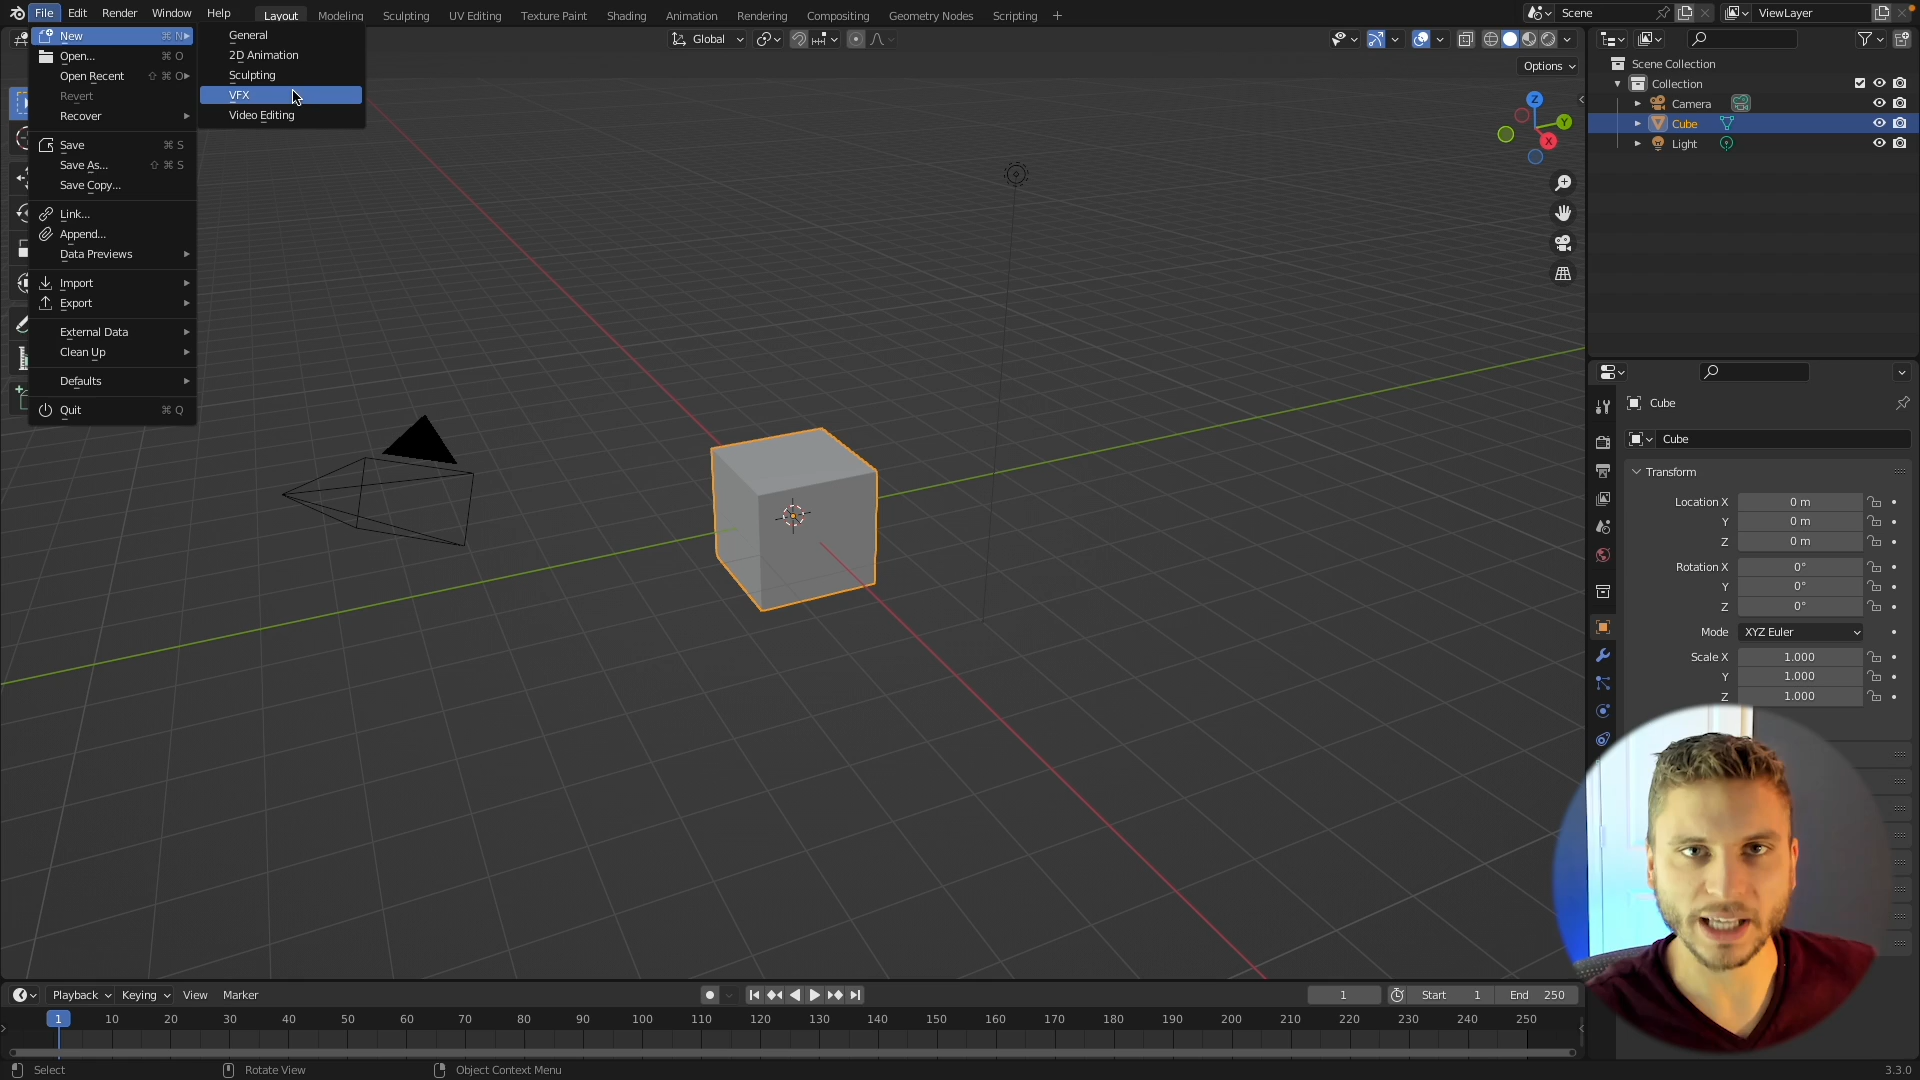 File Edit Render Window Help Layout Modeling Sculpting UV Editing Texture Paint Shading Animation Rendering Compositing Geometry Nodes Scripting + Scene ViewLayer
New ⌘ N
Open... ⌘ O
Open Recent ⇧ ⌘ O
Revert
Recover
Save ⌘ S
Save As... ⇧ ⌘ S
Save Copy...
Link...
Append...
Data Previews
Import
Export
External Data
Clean Up
Defaults
Quit ⌘ Q
General
2D Animation
Sculpting
VFX
Video Editing
Global
Options
Z
Y
X
Scene Collection
Collection
Camera
Cube
Light
Cube
Cube
Transform
Location X 0 m
Y 0 m
Z 0 m
Rotation X 0°
Y 0°
Z 0°
Mode XYZ Euler
Scale X 1.000
Y 1.000
Z 1.000
Playback Keying View Marker 1 Start 1 End 250
1 10 20 30 40 50 60 70 80 90 100 110 120 130 140 150 160 170 180 190 200 210 220 230 240 250
Select Rotate View Object Context Menu 3.3.0